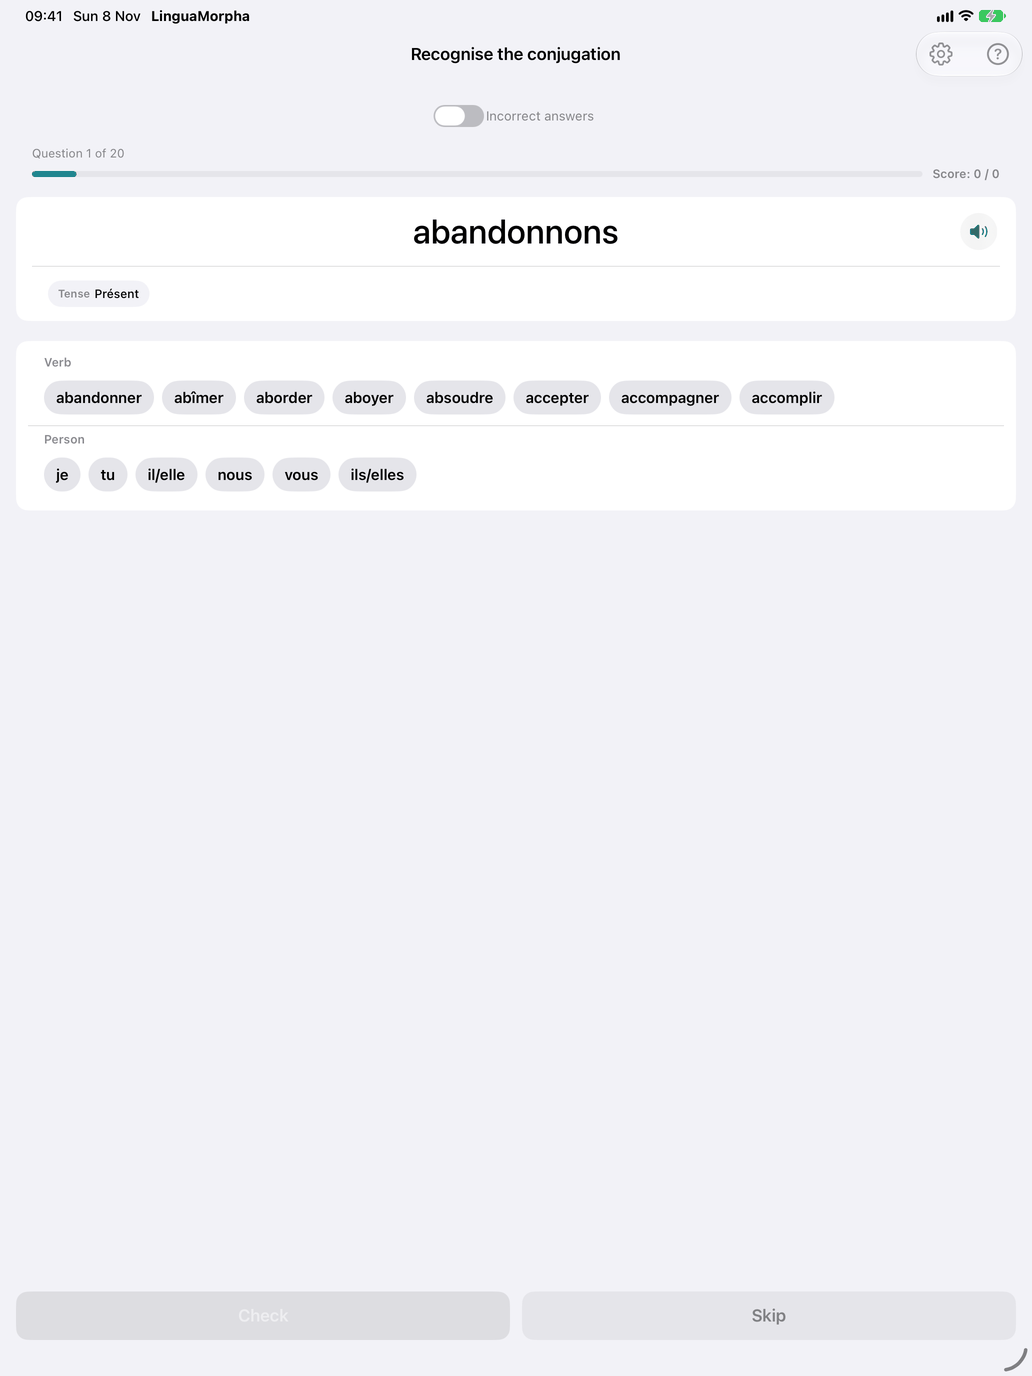 09:41 Sun 8 Nov LinguaMorpha
Recognise the conjugation
?
Incorrect answers
Question 1 of 20
Score: 0 / 0
abandonnons
Tense Présent
Verb
abandonner abîmer aborder aboyer absoudre accepter accompagner accomplir
Person
je tu il/elle nous vous ils/elles
Check Skip